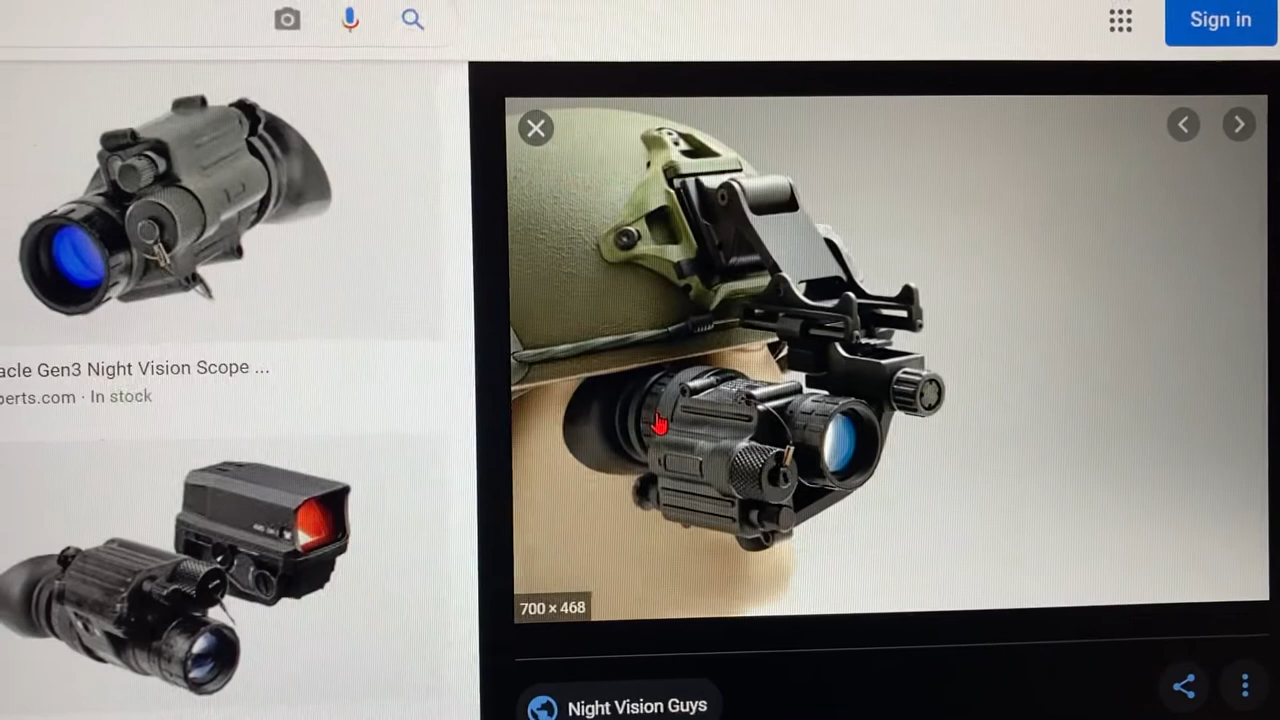 Sign in
acle Gen3 Night Vision Scope ...
perts.com · In stock
700 × 468
Night Vision Guys